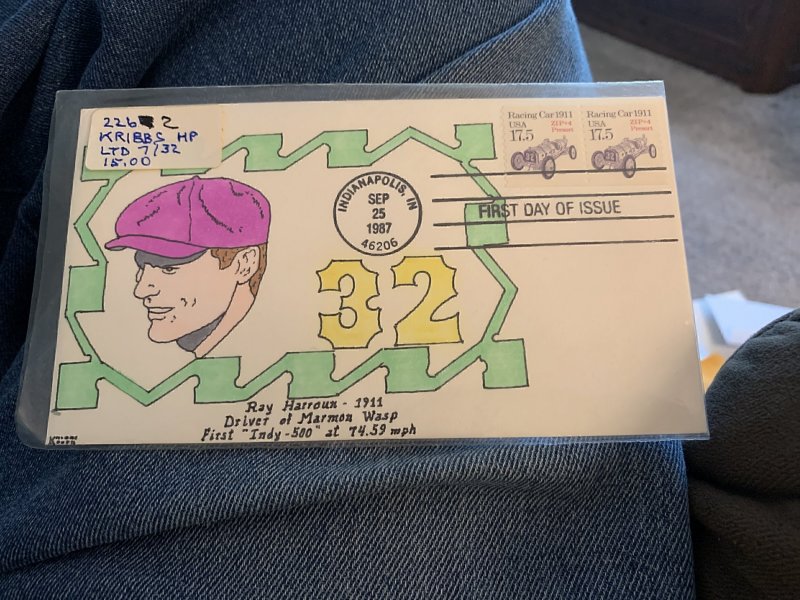 2262
KRIBBS HP
LTD 7/32
15.00
Racing Car 1911
USA ZIP+4
17.5 Presort
Racing Car 1911
USA ZIP+4
17.5 Presort
INDIANAPOLIS, IN
SEP
25
1987
46206
FIRST DAY OF ISSUE
32
Ray Harroun - 1911
Driver of Marmon Wasp
First "Indy-500" at 74.59 mph